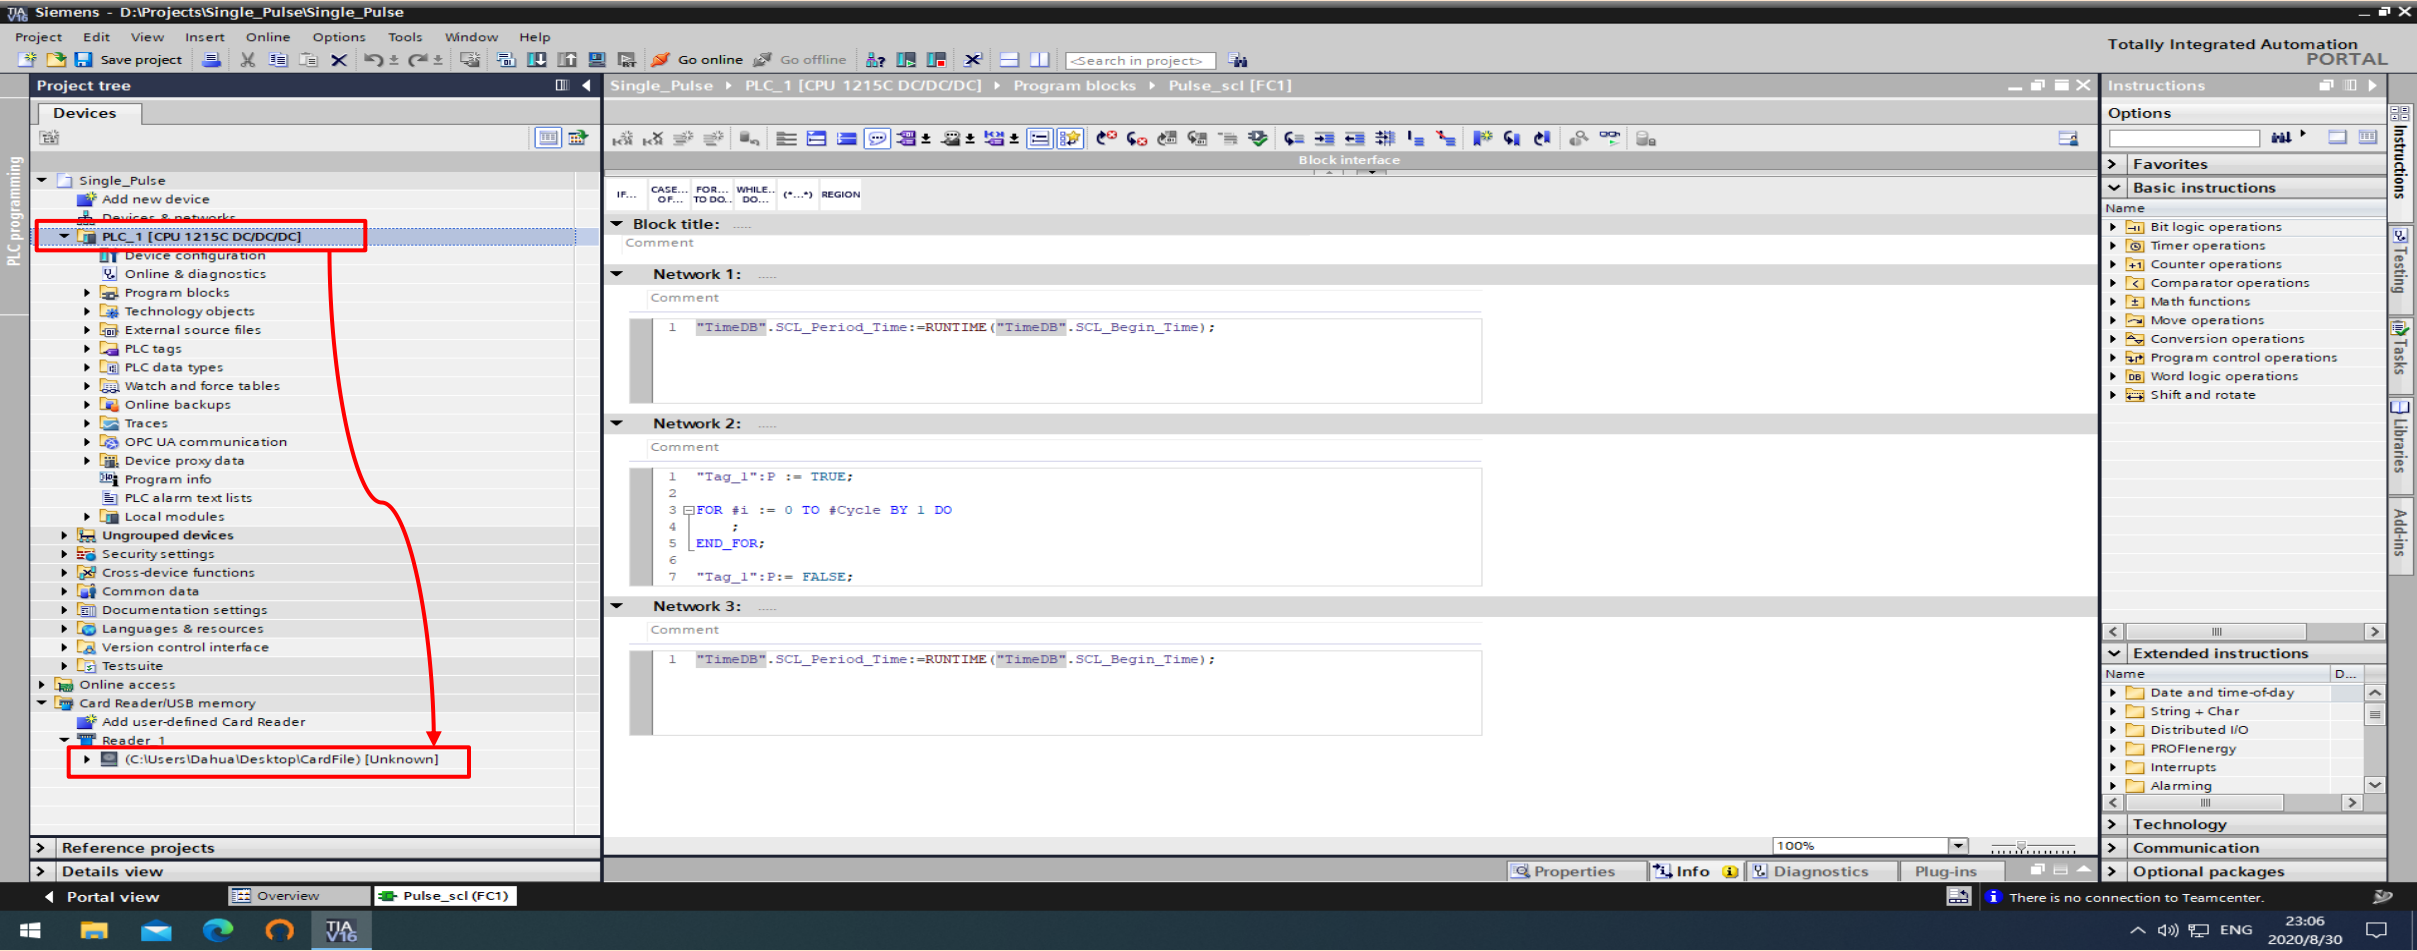 TIA V16 Siemens - D:\Projects\Single_Pulse\Single_Pulse
Project Edit View Insert Online Options Tools Window Help
Totally Integrated Automation
PORTAL
Save project Go online Go offline <Search in project>
Project tree
Single_Pulse PLC_1 [CPU 1215C DC/DC/DC] Program blocks Pulse_scl [FC1]
Instructions
Devices
Options
Block interface
PLC programming
Single_Pulse
Add new device
Devices & networks
PLC_1 [CPU 1215C DC/DC/DC]
Device configuration
Online & diagnostics
Program blocks
Technology objects
External source files
PLC tags
PLC data types
Watch and force tables
Online backups
Traces
OPC UA communication
Device proxy data
Program info
PLC alarm text lists
Local modules
Ungrouped devices
Security settings
Cross-device functions
Common data
Documentation settings
Languages & resources
Version control interface
Testsuite
Online access
Card Reader/USB memory
Add user-defined Card Reader
Reader_1
(C:\Users\Dahua\Desktop\CardFile) [Unknown]
Reference projects
Details view
IF... CASE... OF... FOR... TO DO... WHILE... DO... (*...*) REGION
Block title: .....
Comment
Network 1: .....
Comment
1 "TimeDB".SCL_Period_Time:=RUNTIME("TimeDB".SCL_Begin_Time);
Network 2: .....
Comment
1 "Tag_1":P := TRUE;
2
3 FOR #i := 0 TO #Cycle BY 1 DO
4 ;
5 END_FOR;
6
7 "Tag_1":P:= FALSE;
Network 3: .....
Comment
1 "TimeDB".SCL_Period_Time:=RUNTIME("TimeDB".SCL_Begin_Time);
100%
Properties Info Diagnostics Plug-ins
Favorites
Basic instructions
Name
Bit logic operations
Timer operations
Counter operations
Comparator operations
Math functions
Move operations
Conversion operations
Program control operations
Word logic operations
Shift and rotate
Extended instructions
Name D...
Date and time-of-day
String + Char
Distributed I/O
PROFIenergy
Interrupts
Alarming
Technology
Communication
Optional packages
Instructions
Testing
Tasks
Libraries
Add-ins
Portal view Overview Pulse_scl (FC1)
There is no connection to Teamcenter.
TIA V16
ENG
23:06
2020/8/30